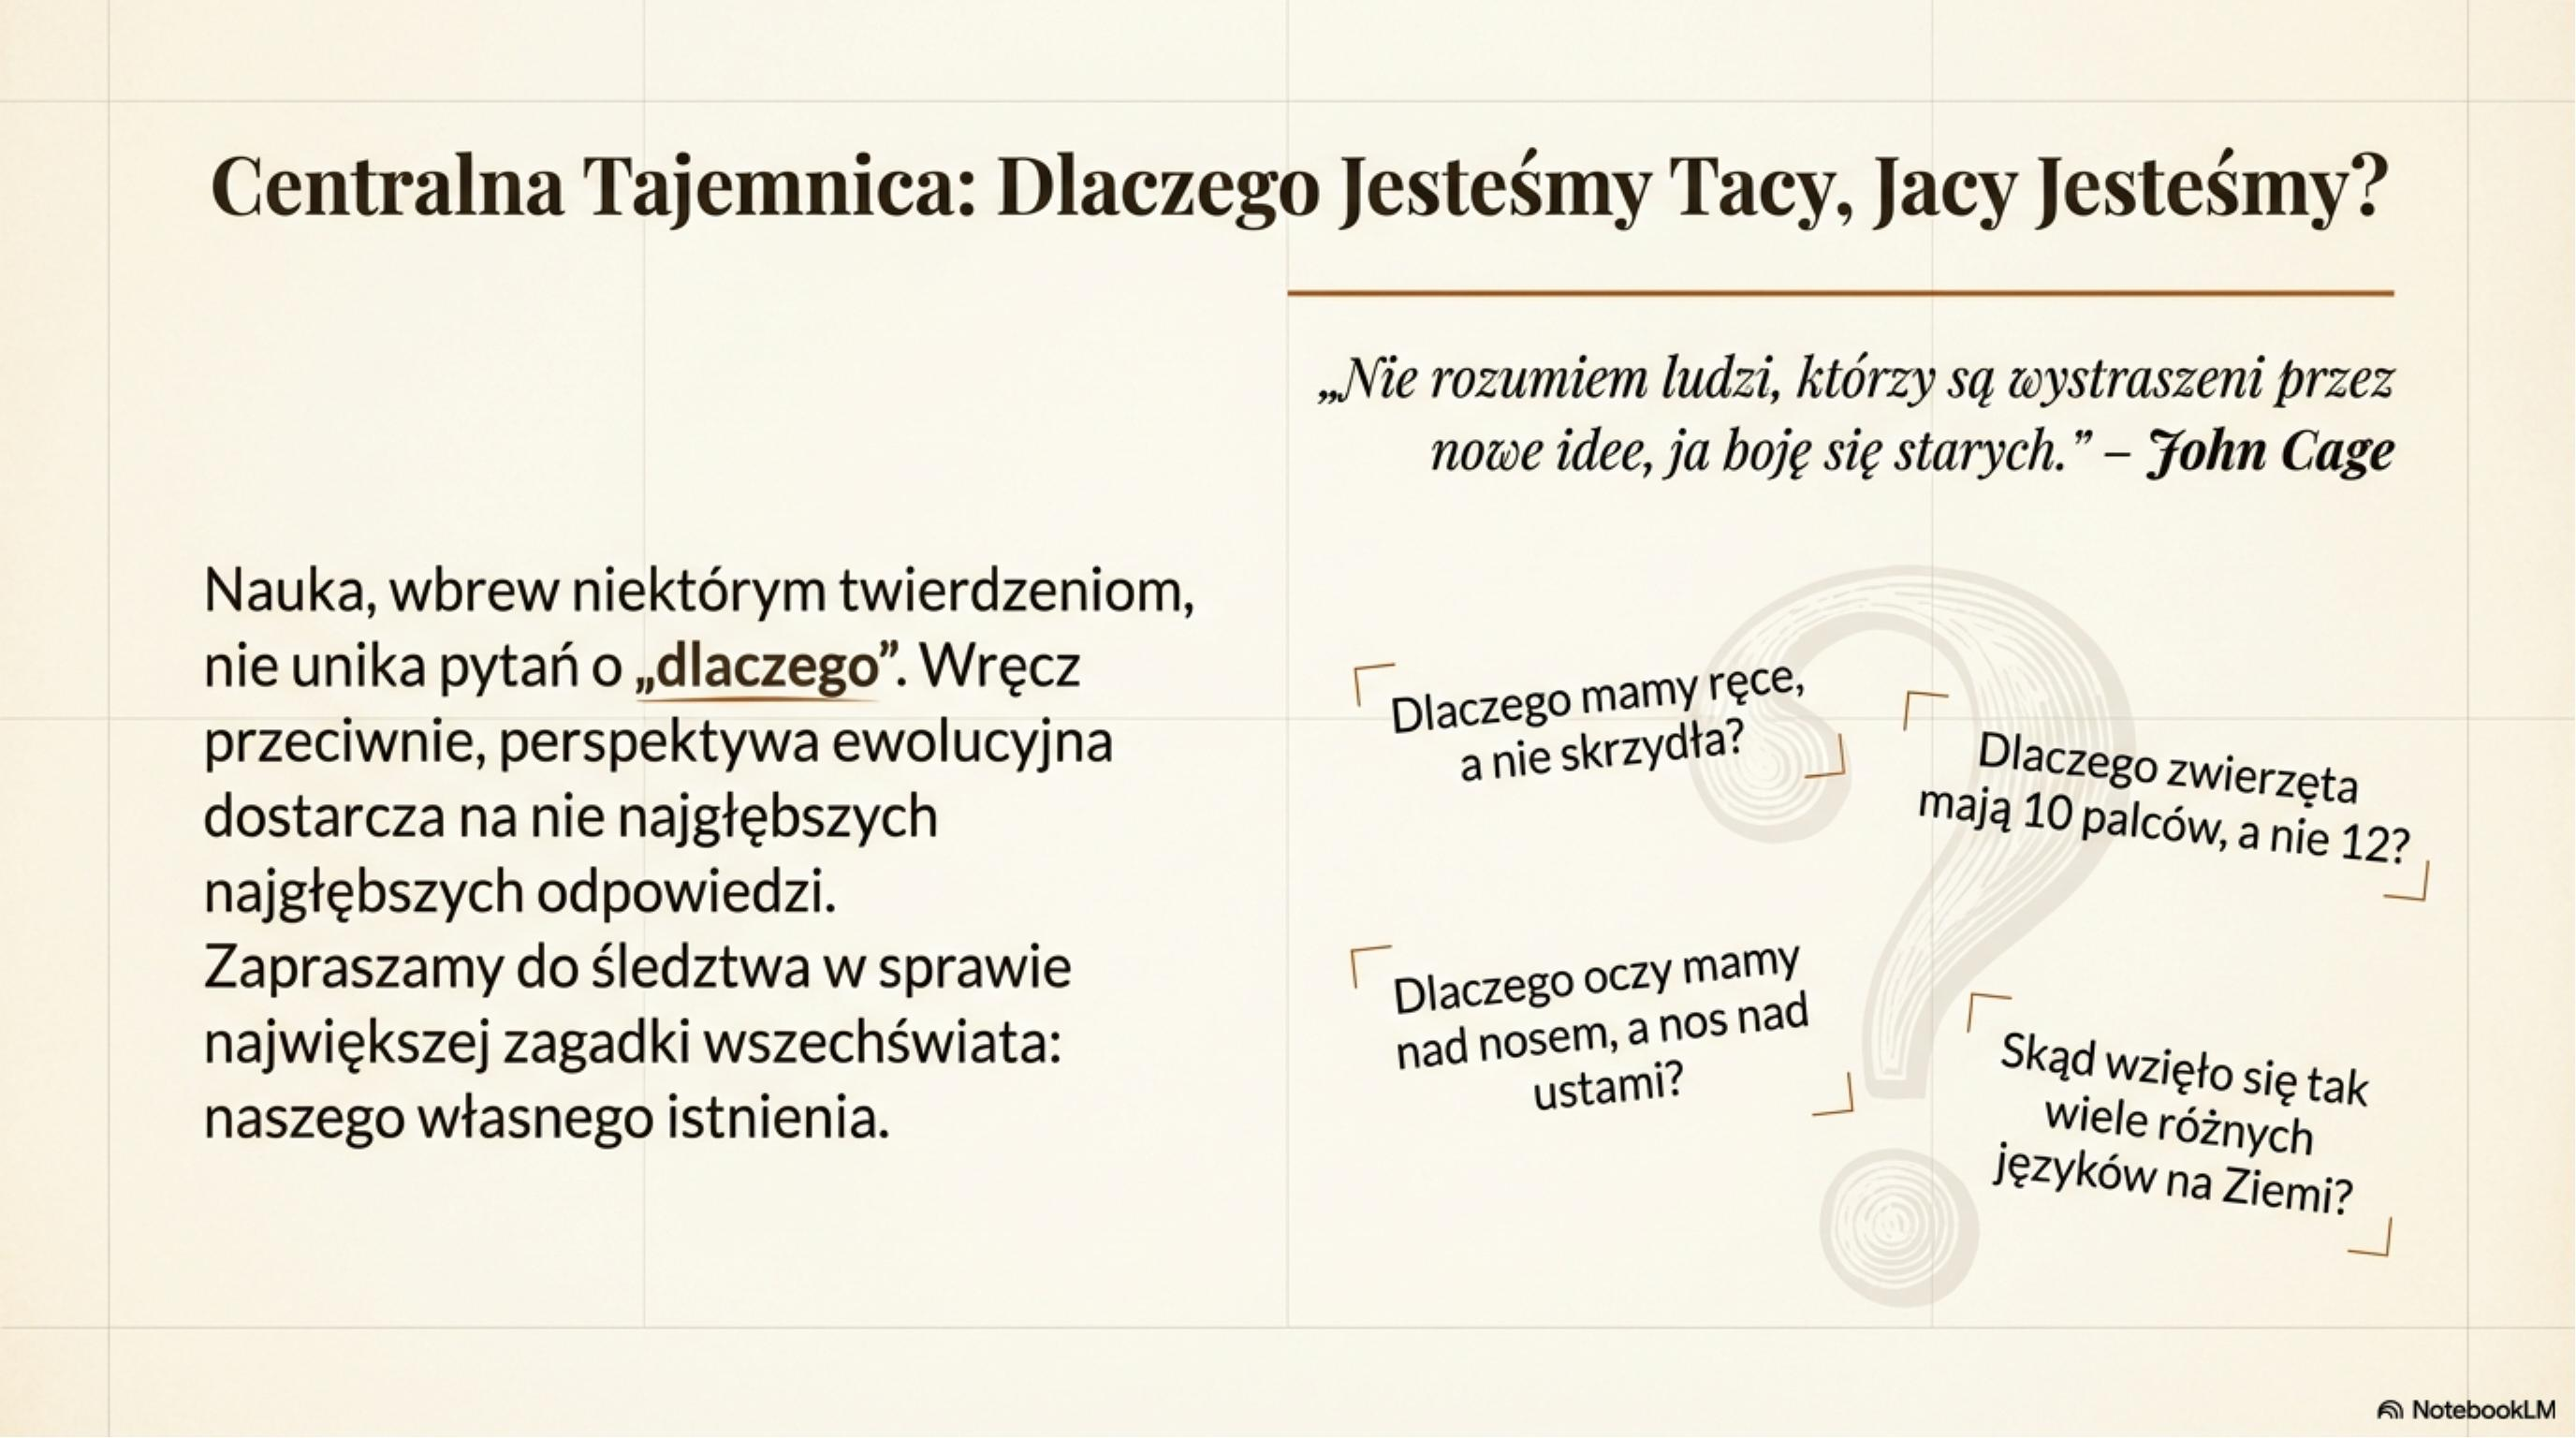 Centralna Tajemnica: Dlaczego Jesteśmy Tacy, Jacy Jesteśmy?
„Nie rozumiem ludzi, którzy są wystraszeni przez
nowe idee, ja boję się starych.” – John Cage
Nauka, wbrew niektórym twierdzeniom,
nie unika pytań o „dlaczego”. Wręcz
przeciwnie, perspektywa ewolucyjna
dostarcza na nie najgłębszych
najgłębszych odpowiedzi.
Zapraszamy do śledztwa w sprawie
największej zagadki wszechświata:
naszego własnego istnienia.
Dlaczego mamy ręce,
a nie skrzydła?
Dlaczego zwierzęta
mają 10 palców, a nie 12?
Dlaczego oczy mamy
nad nosem, a nos nad
ustami?
Skąd wzięło się tak
wiele różnych
języków na Ziemi?
NotebookLM